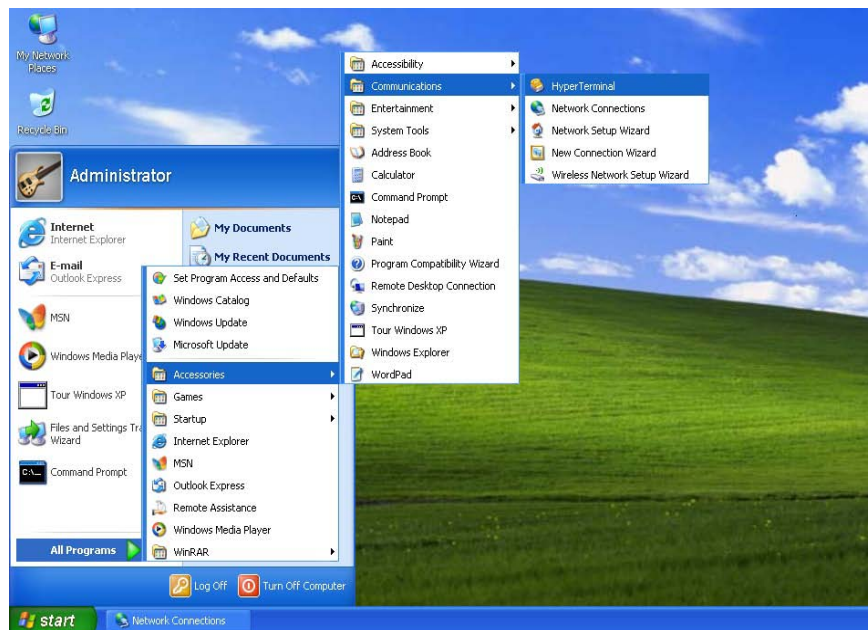 My Network
Places
Recycle Bin
Administrator
Internet
Internet Explorer
E-mail
Outlook Express
MSN
Windows Media Playe
Tour Windows XP
Files and Settings Tra
Wizard
Command Prompt
All Programs
My Documents
My Recent Documents
Set Program Access and Defaults
Windows Catalog
Windows Update
Microsoft Update
Accessories
Games
Startup
Internet Explorer
MSN
Outlook Express
Remote Assistance
Windows Media Player
WinRAR
Accessibility
Communications
Entertainment
System Tools
Address Book
Calculator
Command Prompt
Notepad
Paint
Program Compatibility Wizard
Remote Desktop Connection
Synchronize
Tour Windows XP
Windows Explorer
WordPad
HyperTerminal
Network Connections
Network Setup Wizard
New Connection Wizard
Wireless Network Setup Wizard
Log Off
Turn Off Computer
start
Network Connections